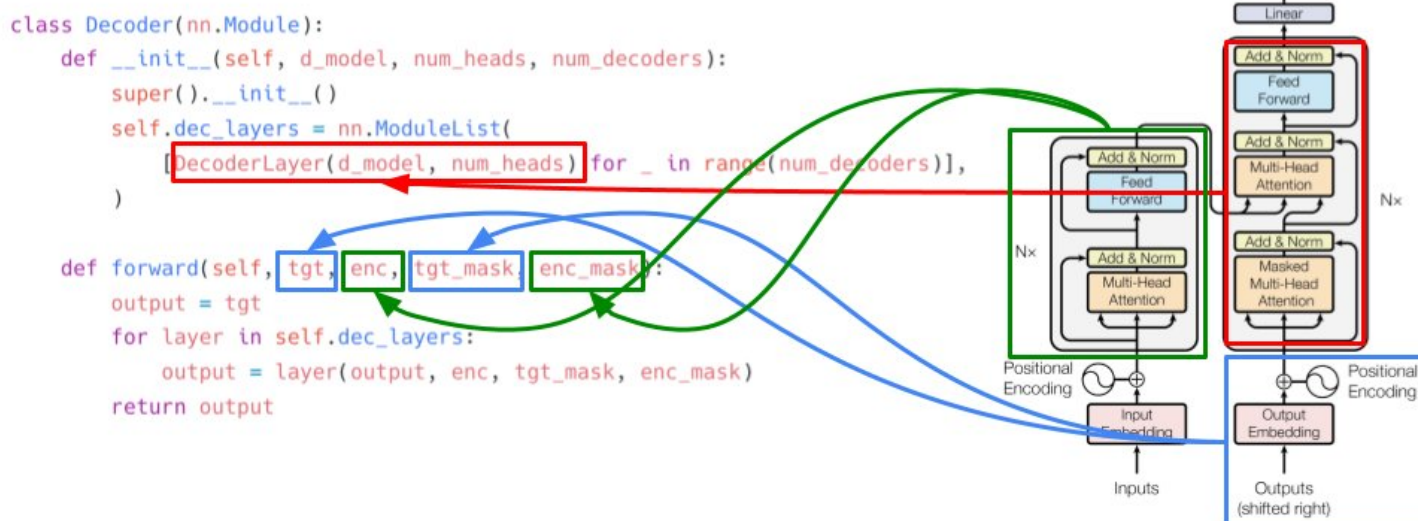 class Decoder(nn.Module):
    def __init__(self, d_model, num_heads, num_decoders):
        super().__init__()
        self.dec_layers = nn.ModuleList(
            [DecoderLayer(d_model, num_heads) for _ in range(num_decoders)],
        )
    def forward(self, tgt, enc, tgt_mask, enc_mask):
        output = tgt
        for layer in self.dec_layers:
            output = layer(output, enc, tgt_mask, enc_mask)
        return output
Add & Norm
Feed
Forward
Nx
Add & Norm
Multi-Head
Attention
Positional
Encoding
Input
Embedding
Inputs
Linear
Add & Norm
Feed
Forward
Add & Norm
Multi-Head
Attention
Nx
Add & Norm
Masked
Multi-Head
Attention
Positional
Encoding
Output
Embedding
Outputs
(shifted right)